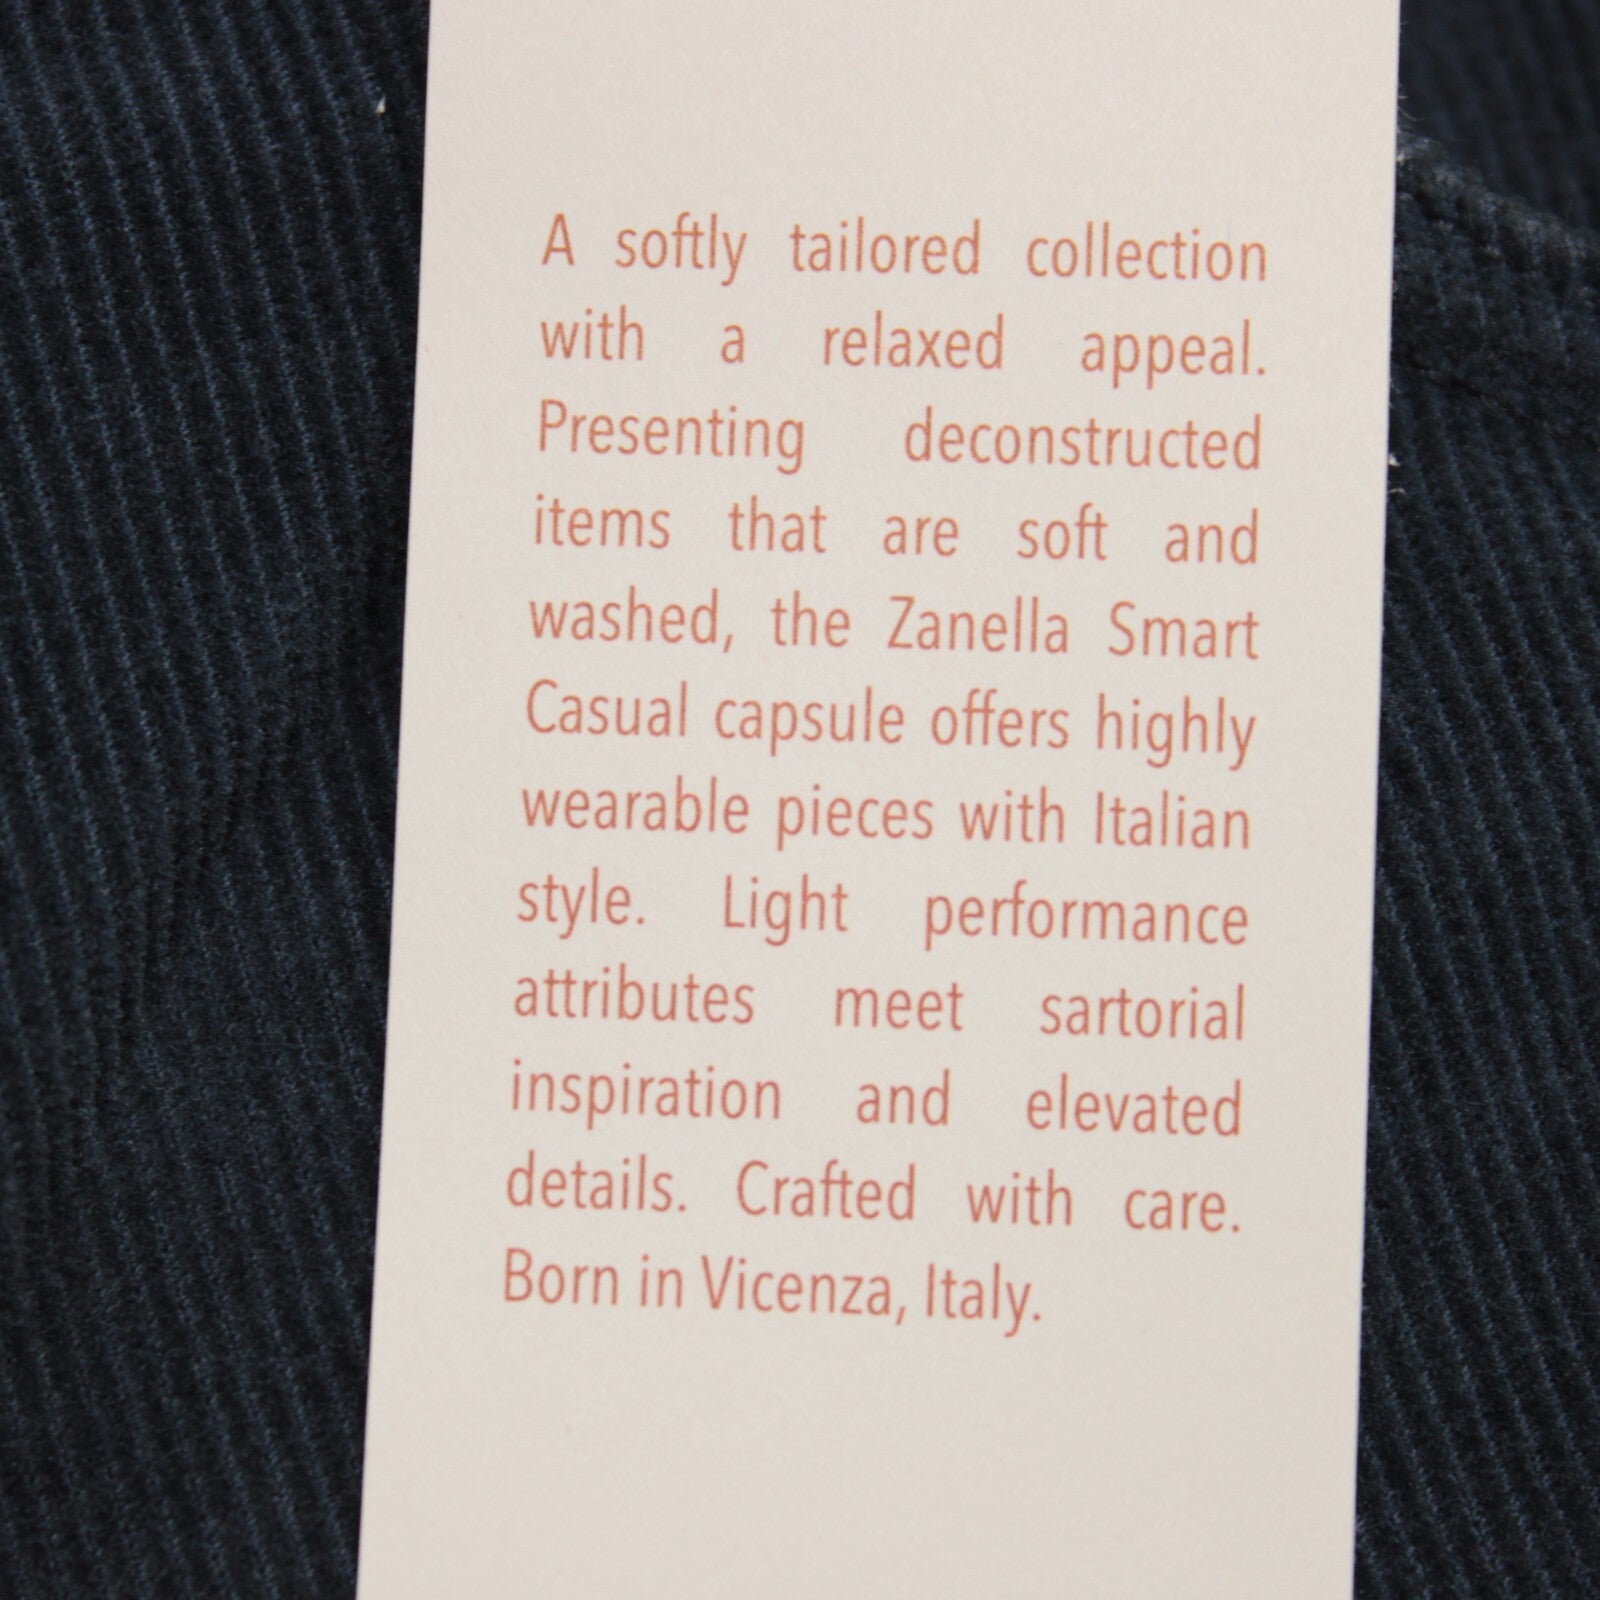 A softly tailored collection
with a relaxed appeal.
Presenting deconstructed
items that are soft and
washed, the Zanella Smart
Casual capsule offers highly
wearable pieces with Italian
style. Light performance
attributes meet sartorial
inspiration and elevated
details. Crafted with care.
Born in Vicenza, Italy.